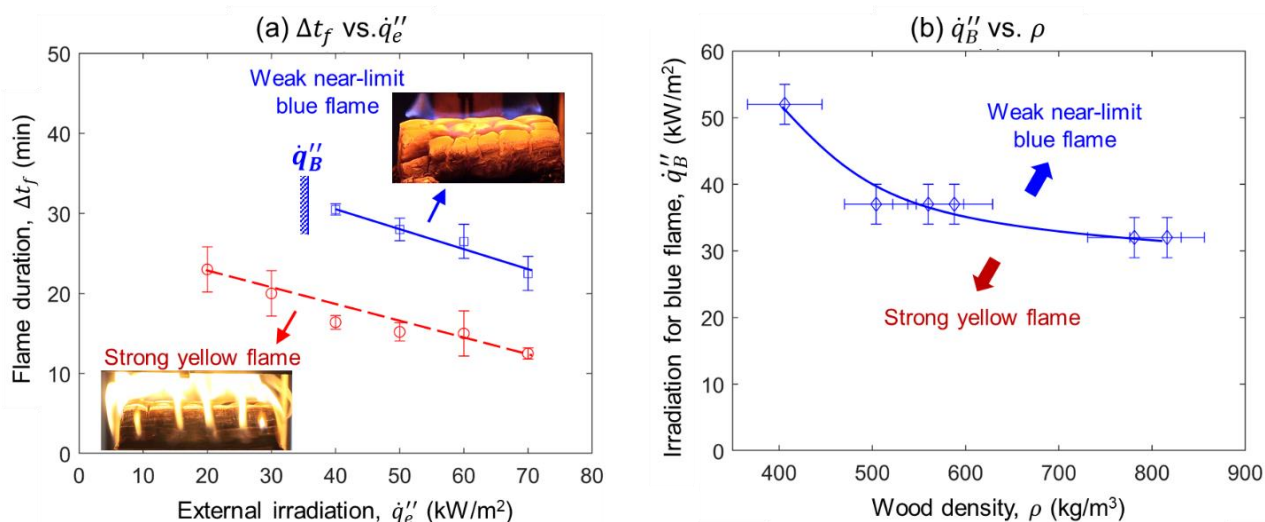 (a) Δt_f vs. q̇''_e
Flame duration, Δt_f (min)
50
40
30
20
10
0
Weak near-limit
blue flame
q̇''_B
Strong yellow flame
0 10 20 30 40 50 60 70 80
External irradiation, q̇''_e (kW/m²)
(b) q̇''_B vs. ρ
Irradiation for blue flame, q̇''_B (kW/m²)
60
50
40
30
20
10
0
Weak near-limit
blue flame
Strong yellow flame
400 500 600 700 800 900
Wood density, ρ (kg/m³)